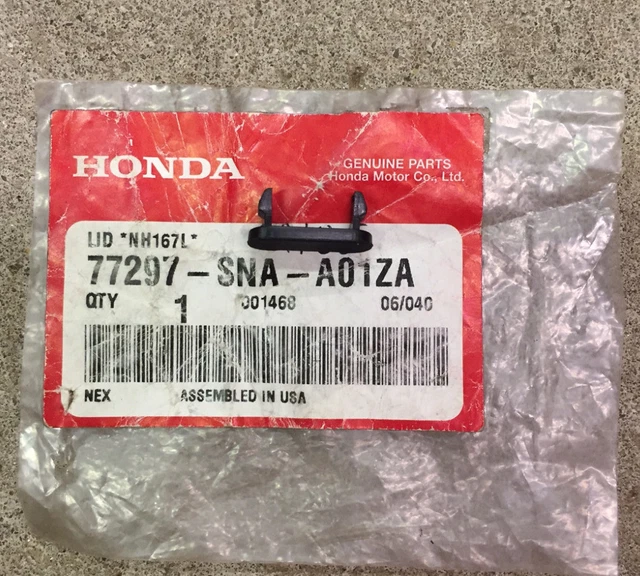 HONDA
GENUINE PARTS
Honda Motor Co., Ltd.
LID *NH167L*
77297-SNA-A01ZA
QTY 1 001468 06/040
NEX ASSEMBLED IN USA